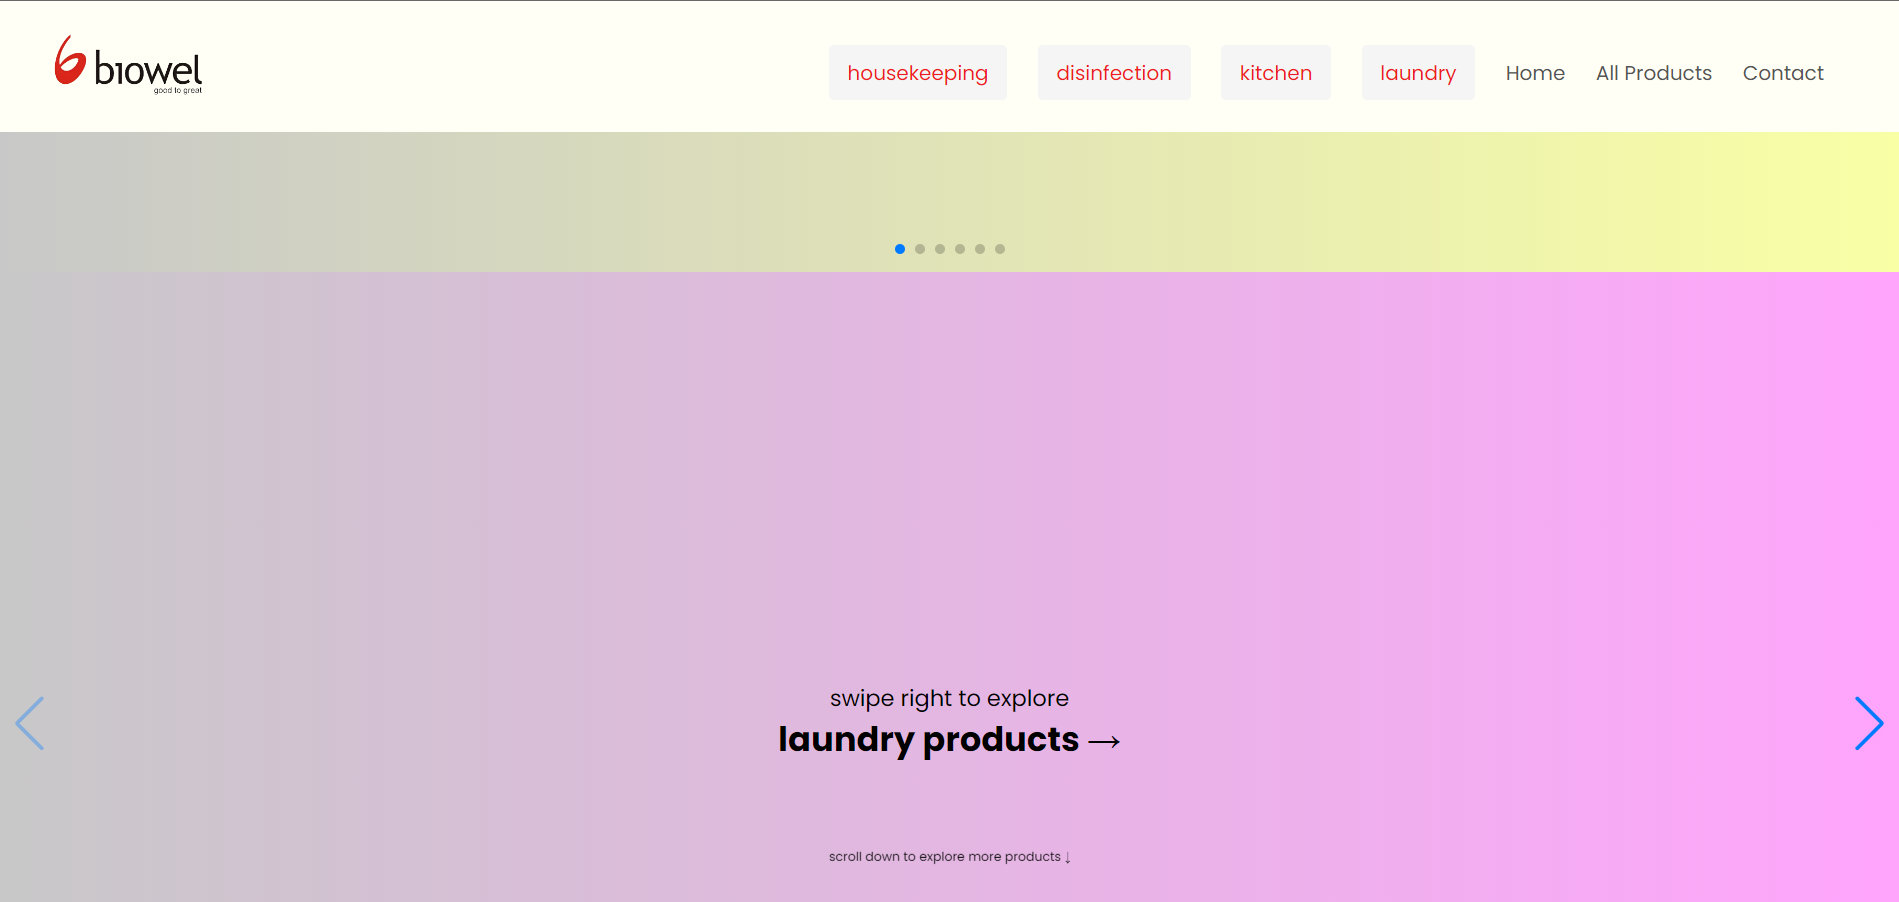 biowel
good to great
housekeeping disinfection kitchen laundry Home All Products Contact
swipe right to explore
laundry products →
scroll down to explore more products ↓